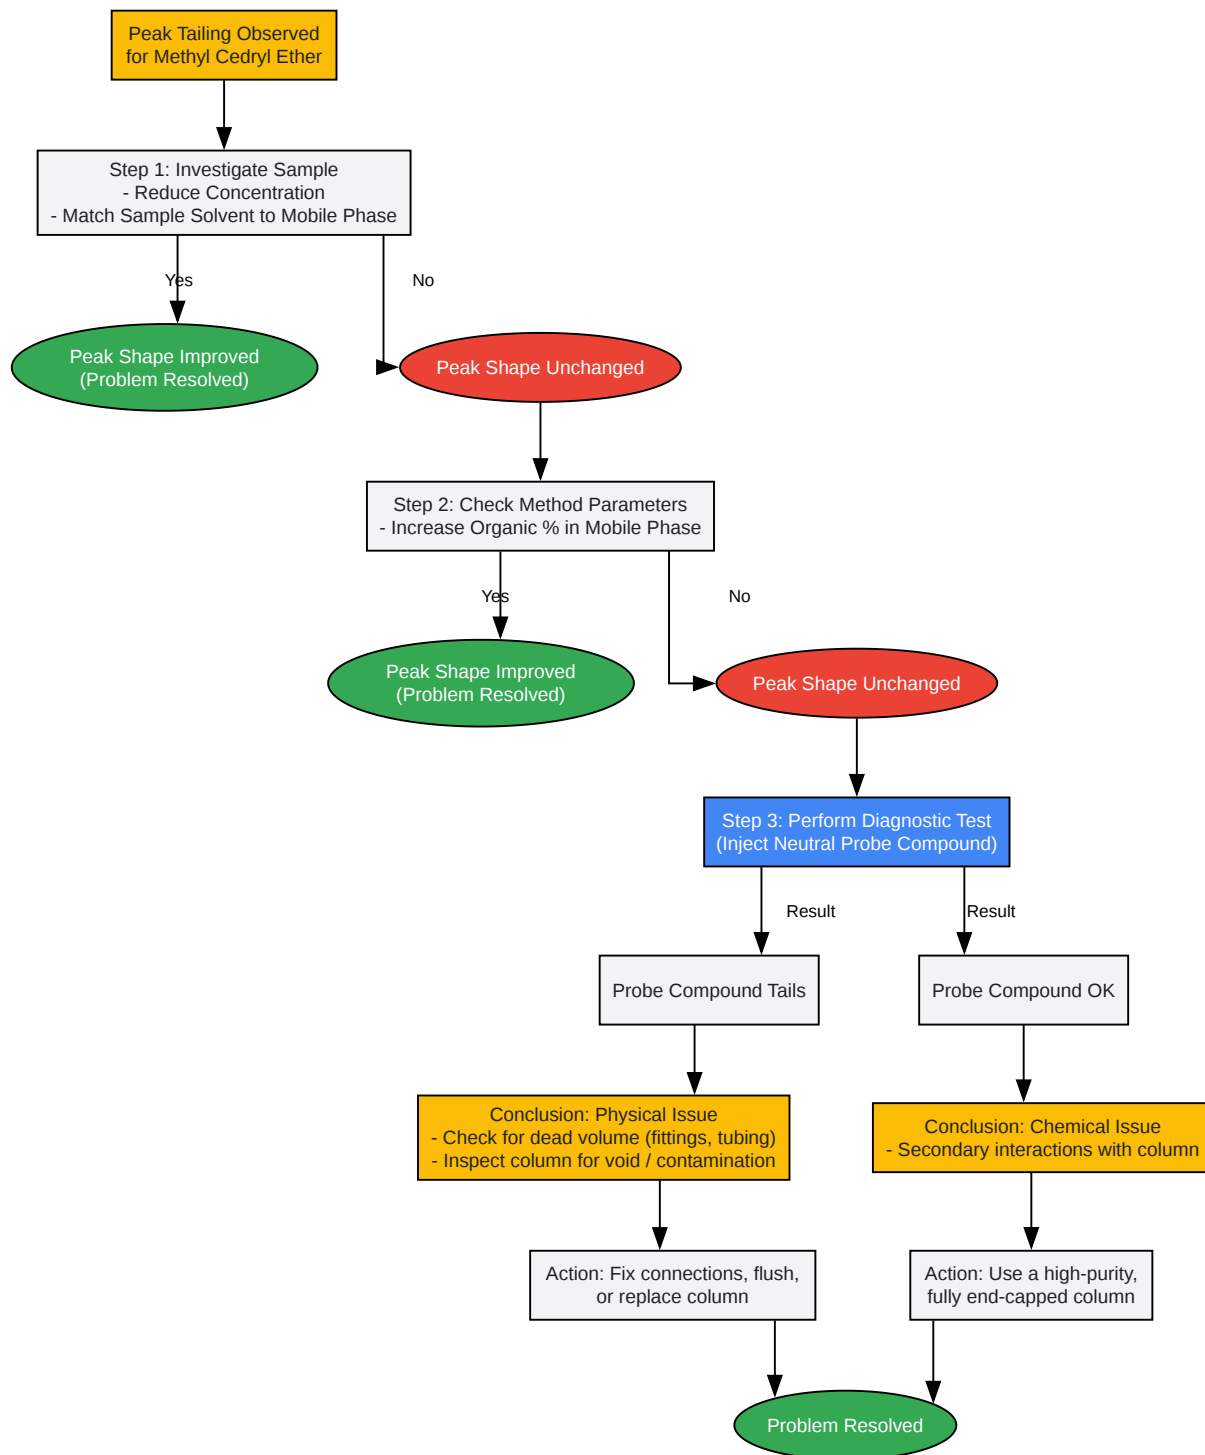 Peak Tailing Observed
for Methyl Cedryl Ether
Step 1: Investigate Sample
- Reduce Concentration
- Match Sample Solvent to Mobile Phase
Yes
No
Peak Shape Improved
(Problem Resolved)
Peak Shape Unchanged
Step 2: Check Method Parameters
- Increase Organic % in Mobile Phase
Yes
No
Peak Shape Improved
(Problem Resolved)
Peak Shape Unchanged
Step 3: Perform Diagnostic Test
(Inject Neutral Probe Compound)
Result
Result
Probe Compound Tails
Probe Compound OK
Conclusion: Physical Issue
- Check for dead volume (fittings, tubing)
- Inspect column for void / contamination
Conclusion: Chemical Issue
- Secondary interactions with column
Action: Fix connections, flush,
or replace column
Action: Use a high-purity,
fully end-capped column
Problem Resolved